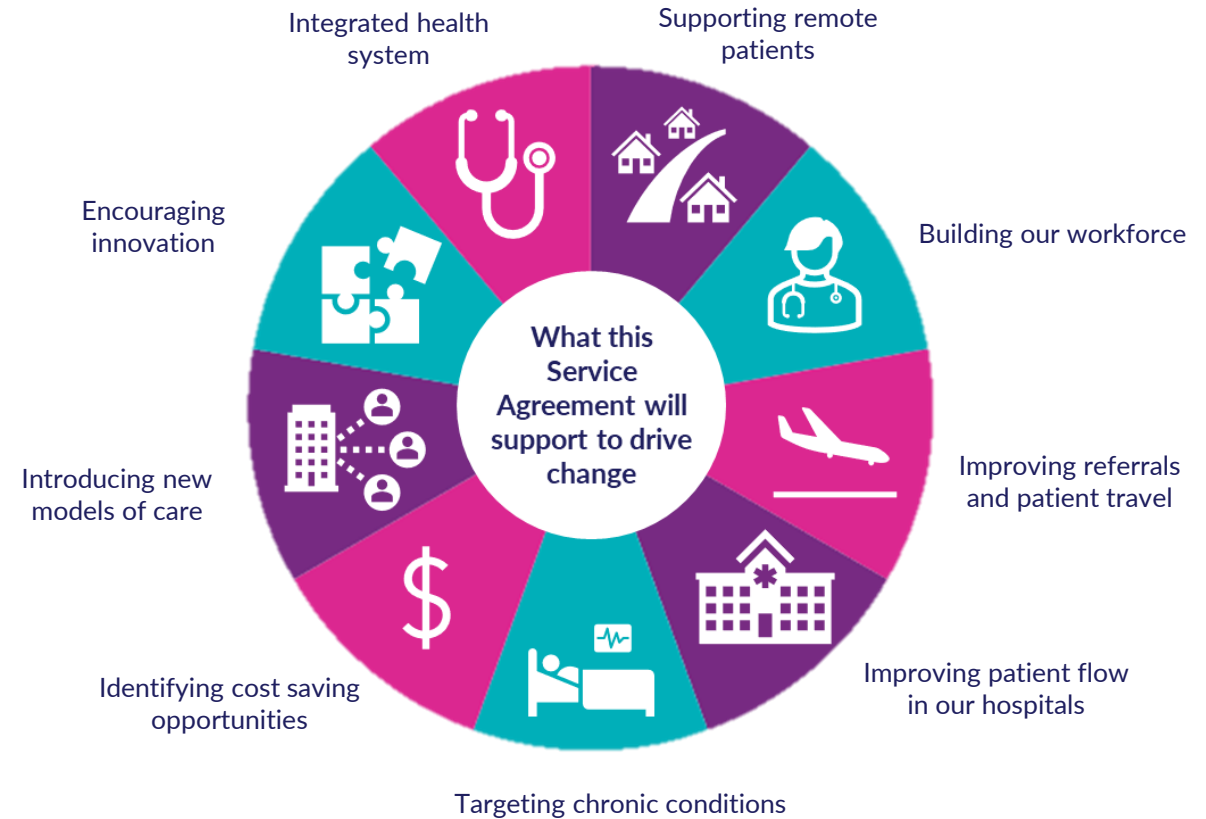 Integrated health
system
Supporting remote
patients
Encouraging
innovation
Building our workforce
What this
Service
Agreement will
support to drive
change
Introducing new
models of care
Improving referrals
and patient travel
Identifying cost saving
opportunities
Improving patient flow
in our hospitals
Targeting chronic conditions